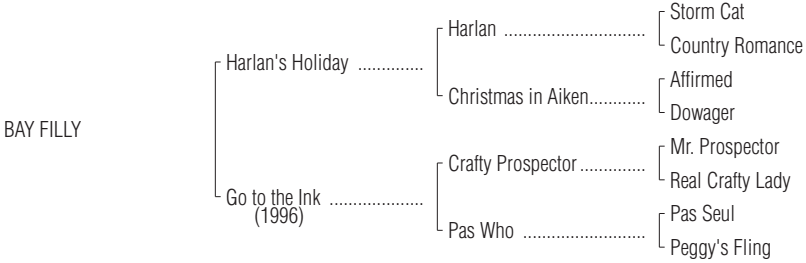 Storm Cat
Harlan ..............................
Country Romance
Harlan's Holiday ..............
Affirmed
Christmas in Aiken............
Dowager
BAY FILLY
Mr. Prospector
Crafty Prospector..............
Real Crafty Lady
Go to the Ink ....................
(1996)
Pas Seul
Pas Who ..........................
Peggy's Fling